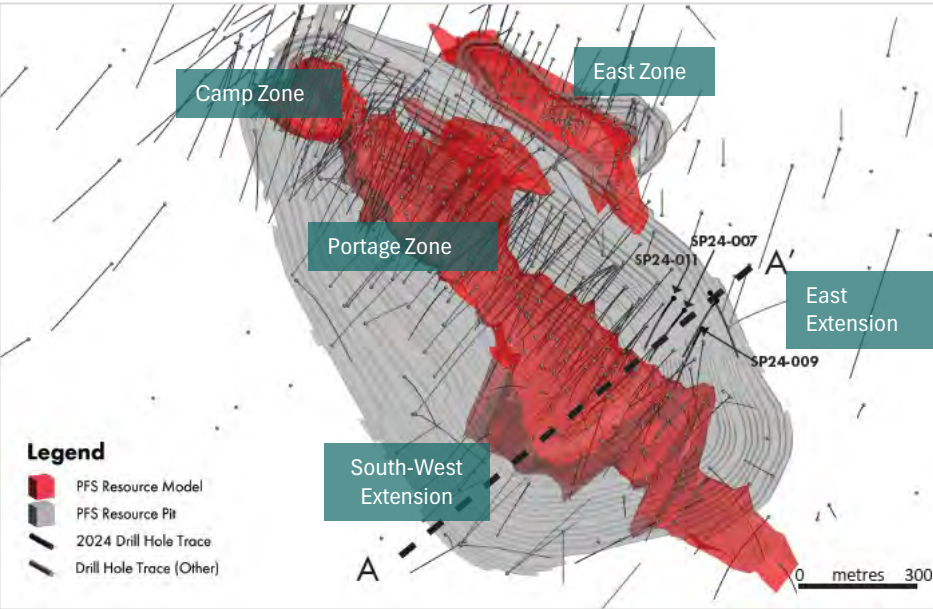 Camp Zone
East Zone
Portage Zone
SP24-007
SP24-011
A'
East
Extension
SP24-009
South-West
Extension
A
Legend
PFS Resource Model
PFS Resource Pit
2024 Drill Hole Trace
Drill Hole Trace (Other)
0 metres 300